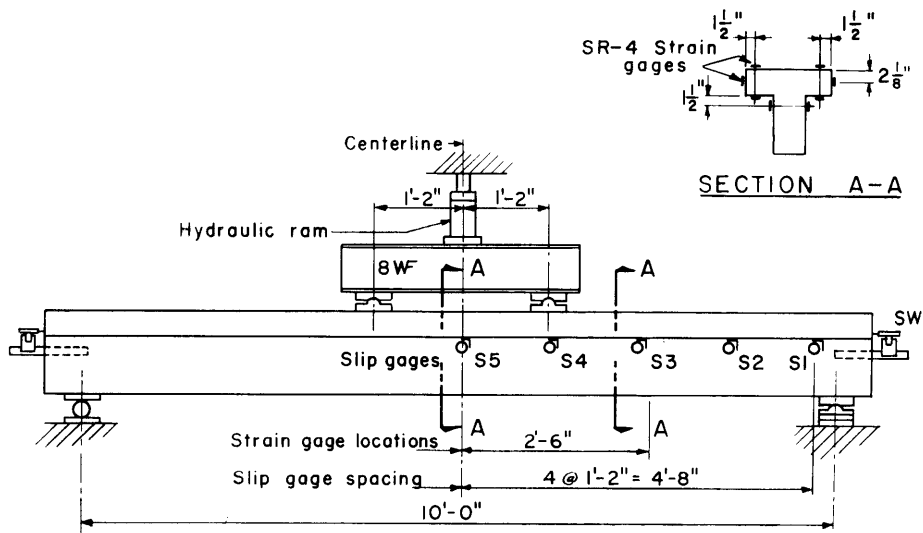 1 1/2" 1 1/2"
SR-4 Strain
gages
2 1/8"
1 1/2"
SECTION A-A
Centerline
1'-2" 1'-2"
Hydraulic ram
8WF A A
SW
Slip gages S5 S4 S3 S2 S1
A A
Strain gage locations 2'-6"
Slip gage spacing 4 @ 1'-2" = 4'-8"
10'-0"